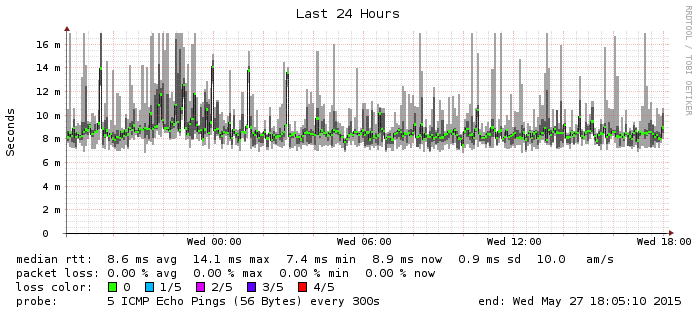 Last 24 Hours
RRDTOOL / TOBI OETIKER
Seconds
16 m
14 m
12 m
10 m
8 m
6 m
4 m
2 m
0
Wed 00:00 Wed 06:00 Wed 12:00 Wed 18:00
median rtt: 8.6 ms avg 14.1 ms max 7.4 ms min 8.9 ms now 0.9 ms sd 10.0 am/s
packet loss: 0.00 % avg 0.00 % max 0.00 % min 0.00 % now
loss color: 0 1/5 2/5 3/5 4/5
probe: 5 ICMP Echo Pings (56 Bytes) every 300s end: Wed May 27 18:05:10 2015